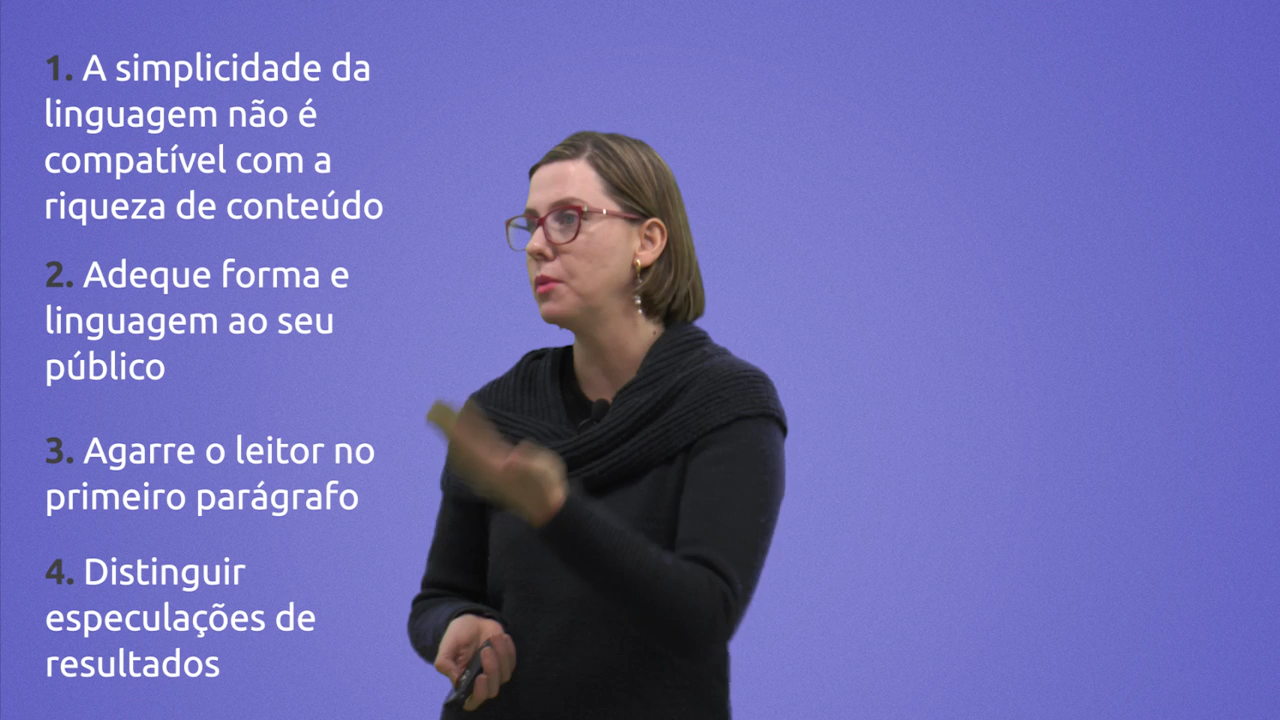 1. A simplicidade da
linguagem não é
compatível com a
riqueza de conteúdo
2. Adeque forma e
linguagem ao seu
público
3. Agarre o leitor no
primeiro parágrafo
4. Distinguir
especulações de
resultados